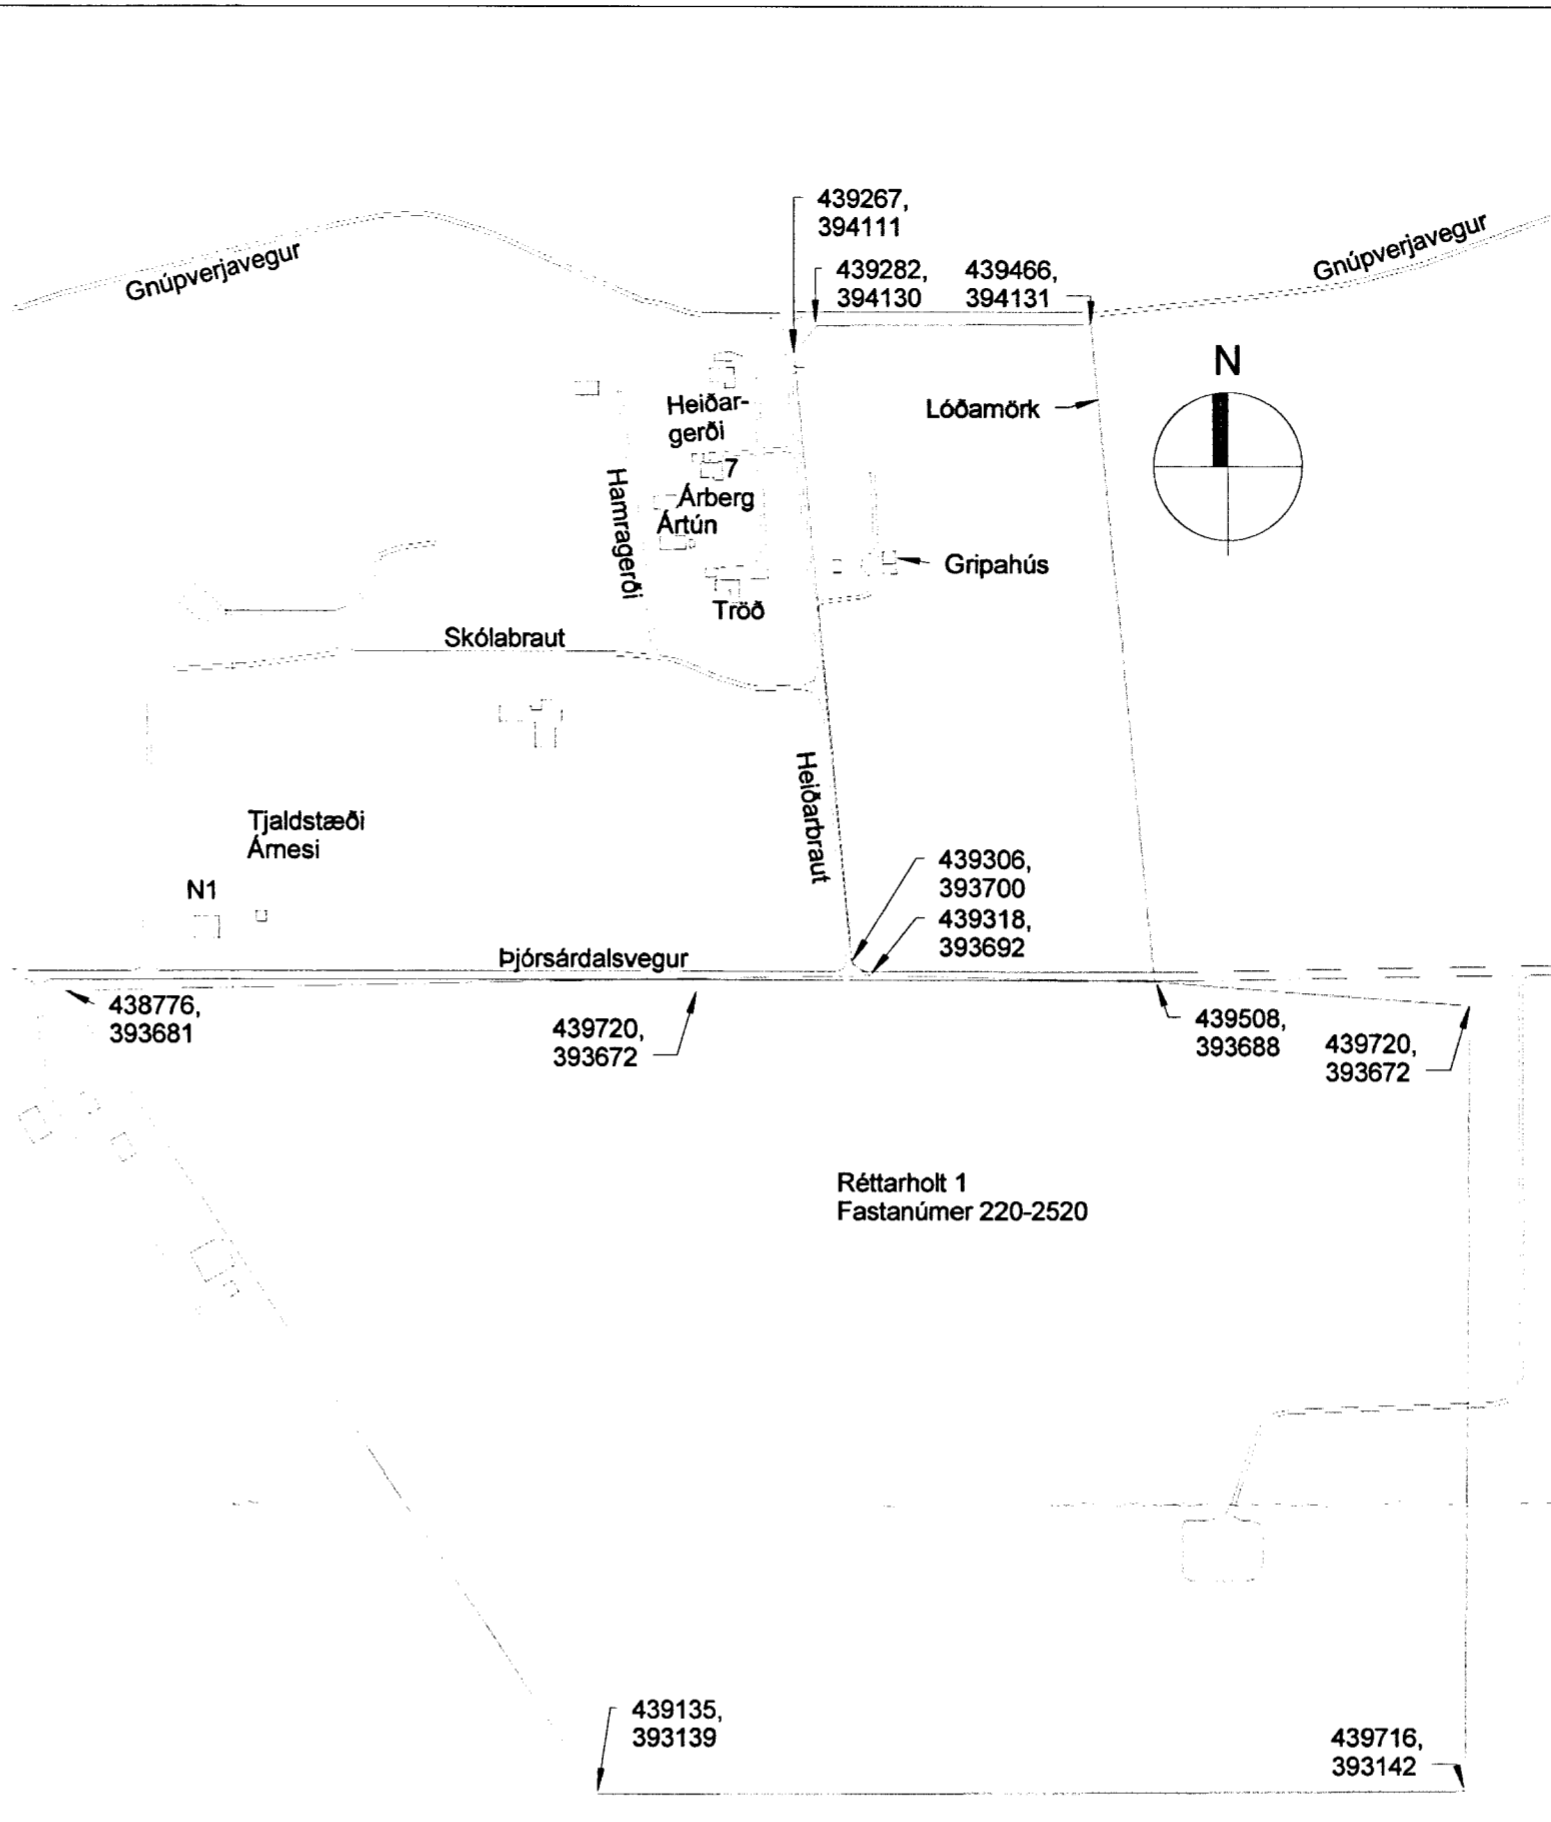 439267,
394111
Gnúpverjavegur
Gnúpverjavegur
439282,
394130
439466,
394131
N
Heiðar-
gerði
Lóðamörk
7
Árberg
Ártún
Hamragerði
Gripahús
Tröð
Skólabraut
Heiðarbraut
Tjaldstæði
Árnesi
N1
439306,
393700
439318,
393692
Þjórsárdalsvegur
438776,
393681
439720,
393672
439508,
393688
439720,
393672
Réttarholt 1
Fastanúmer 220-2520
439135,
393139
439716,
393142